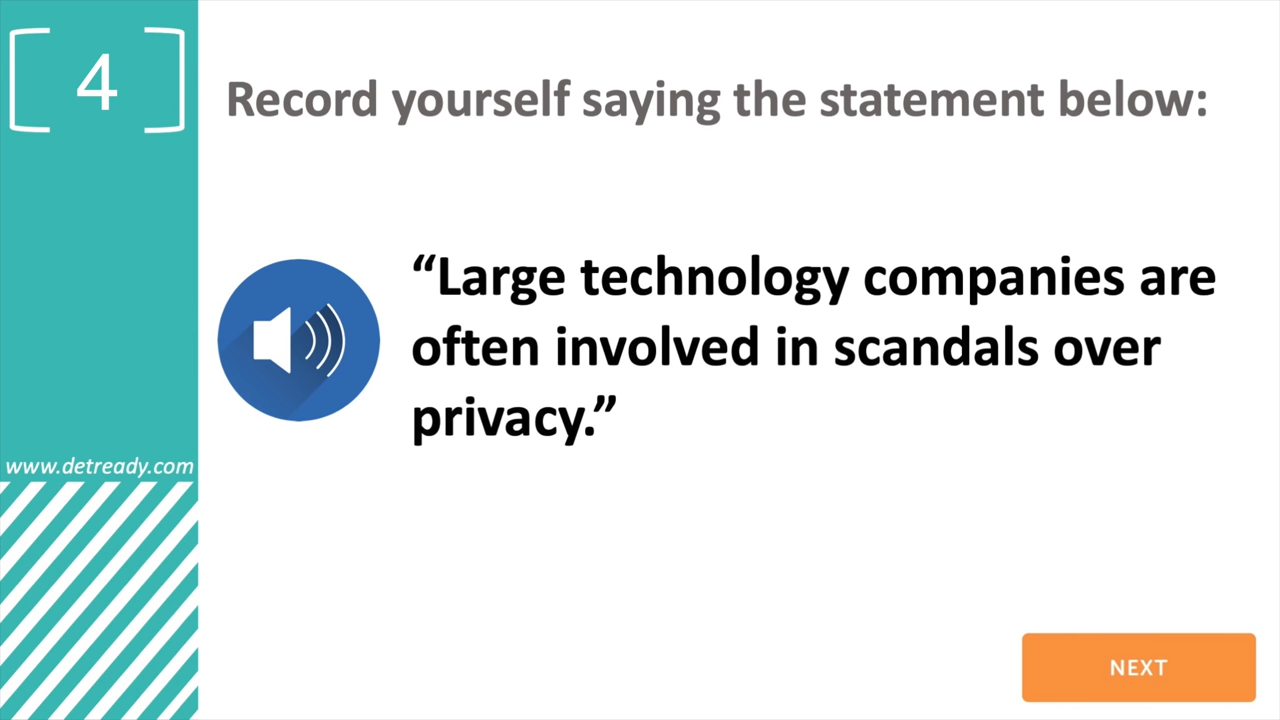 4
Record yourself saying the statement below:
“Large technology companies are
often involved in scandals over
privacy.”
www.detready.com
NEXT